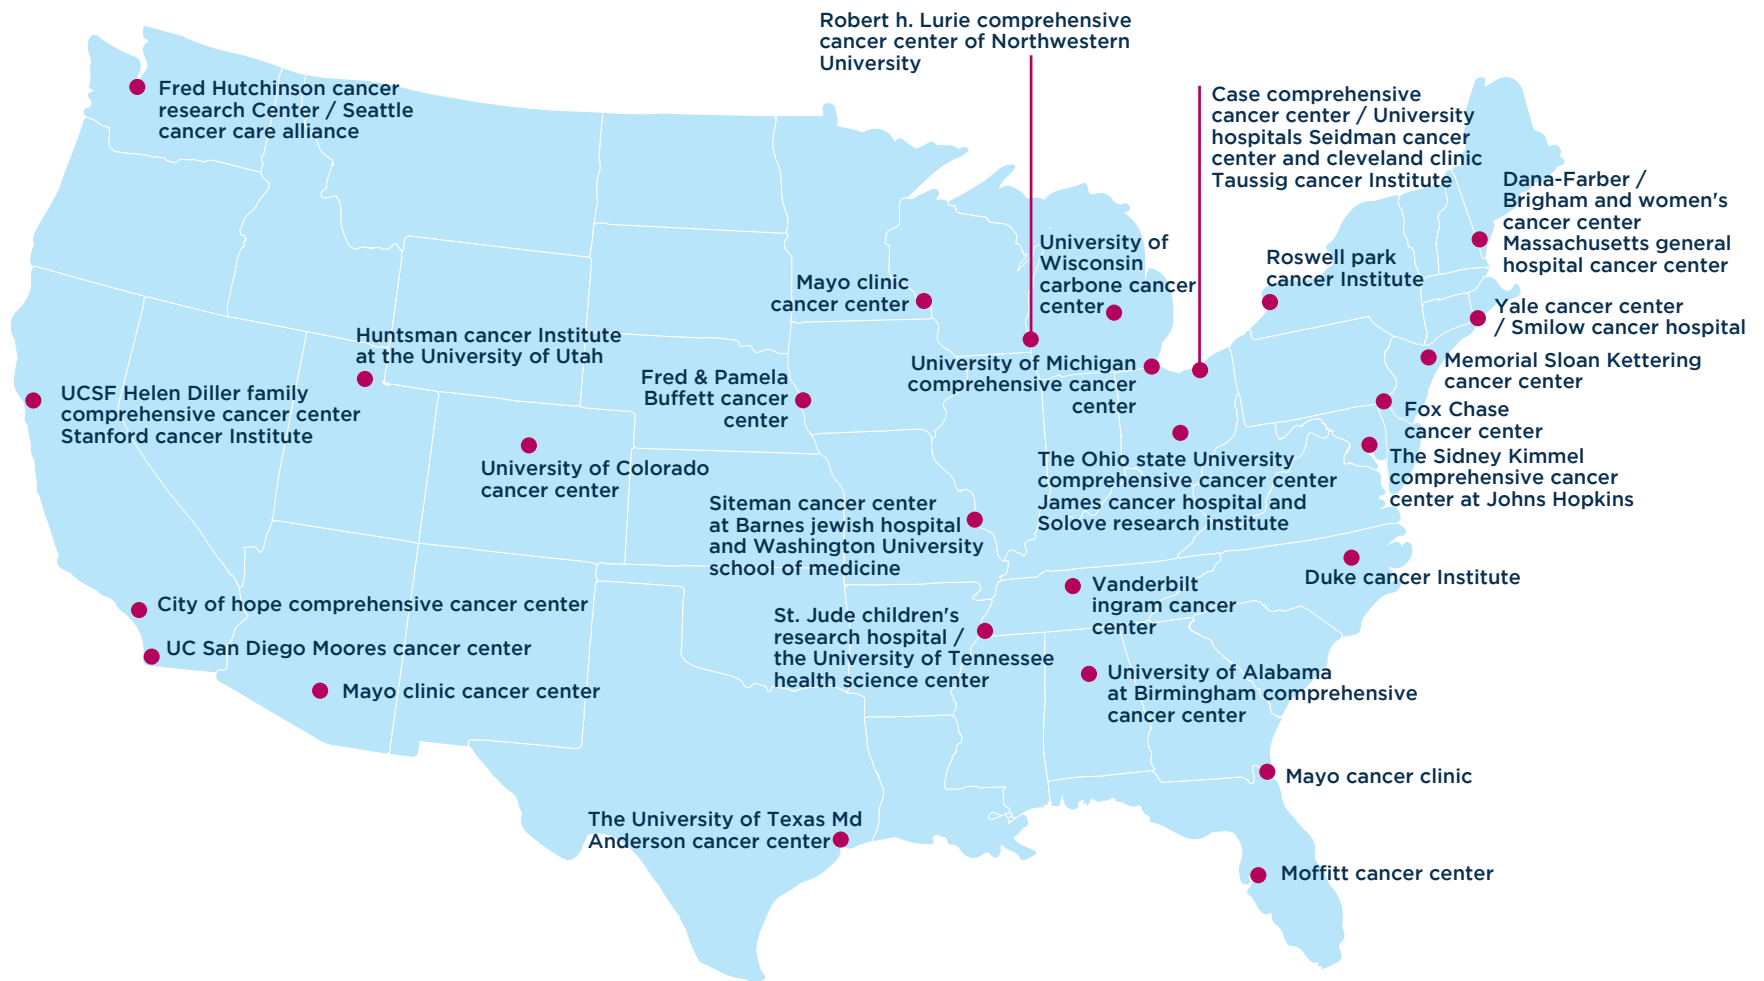 Robert h. Lurie comprehensive
cancer center of Northwestern
University
Fred Hutchinson cancer
research Center / Seattle
cancer care alliance
Case comprehensive
cancer center / University
hospitals Seidman cancer
center and cleveland clinic
Taussig cancer Institute
Dana-Farber /
Brigham and women's
cancer center
Massachusetts general
hospital cancer center
University of
Wisconsin
carbone cancer
center
Roswell park
cancer Institute
Mayo clinic
cancer center
Yale cancer center
/ Smilow cancer hospital
Huntsman cancer Institute
at the University of Utah
University of Michigan
comprehensive cancer
center
Memorial Sloan Kettering
cancer center
Fred & Pamela
Buffett cancer
center
UCSF Helen Diller family
comprehensive cancer center
Stanford cancer Institute
Fox Chase
cancer center
The Sidney Kimmel
comprehensive cancer
center at Johns Hopkins
The Ohio state University
comprehensive cancer center
James cancer hospital and
Solove research institute
University of Colorado
cancer center
Siteman cancer center
at Barnes jewish hospital
and Washington University
school of medicine
Duke cancer Institute
Vanderbilt
ingram cancer
center
City of hope comprehensive cancer center
St. Jude children's
research hospital /
the University of Tennessee
health science center
UC San Diego Moores cancer center
University of Alabama
at Birmingham comprehensive
cancer center
Mayo clinic cancer center
Mayo cancer clinic
The University of Texas Md
Anderson cancer center
Moffitt cancer center